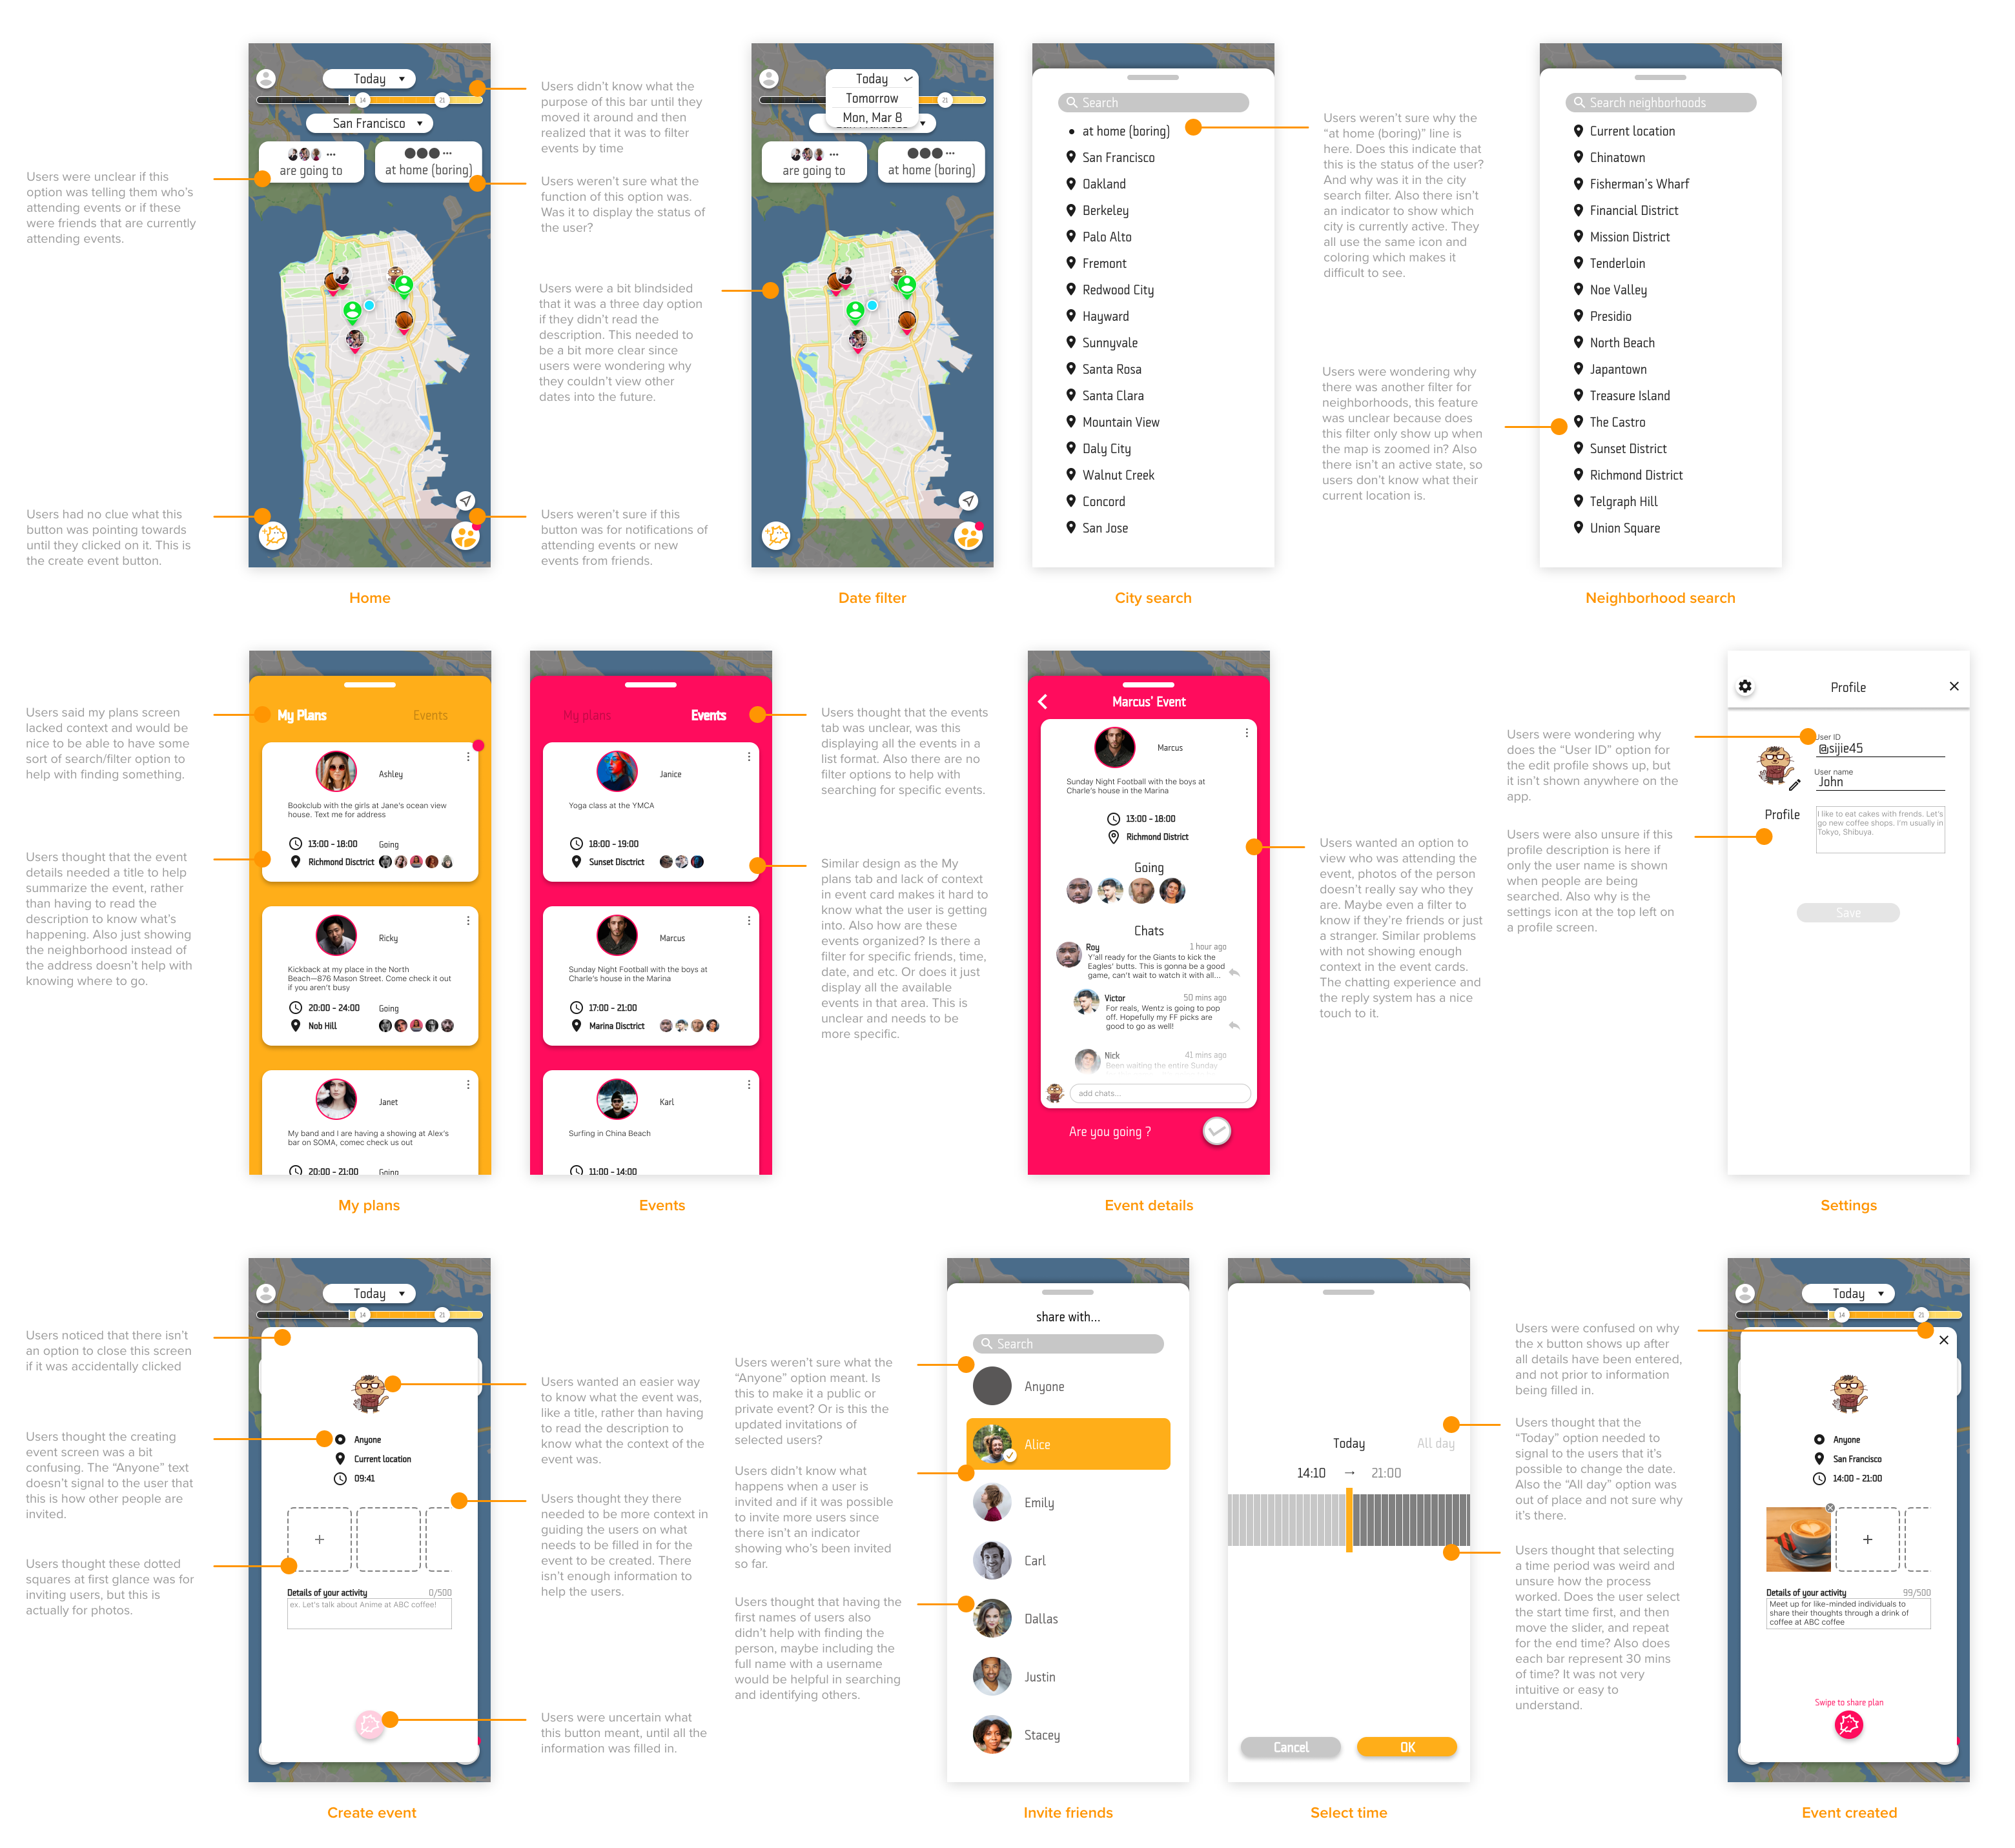 Today
14
21
San Francisco
are going to
at home (boring)
Users unclear if this
Users were unclear if this
option was telling them who's
attending events or if these
were friends that are currently
attending events.
Users had no clue what this
button was pointing towards
until they clicked on it. This is
the create event button.
Users didn't know what the
purpose of this bar until they
moved it around and then
realized that it was to filter
events by time
Users weren't sure what the
function of this option was.
Was it to display the status of
the user?
Users weren't sure if this
button was for notifications of
attending events or new
events from friends.
Home
Users were a bit blindsided
that it was a three day option
if they didn't read the
description. This needed to
be a bit more clear since
users were wondering why
they couldn't view other
dates into the future.
Today
Tomorrow
Mon, Mar 8
21
are going to
at home (boring)
Date filter
Search
at home (boring)
San Francisco
Oakland
Berkeley
Palo Alto
Fremont
Redwood City
Hayward
Sunnyvale
Santa Rosa
Santa Clara
Mountain View
Daly City
Walnut Creek
Concord
San Jose
City search
Users weren't sure why the
"at home (boring)" line is
here. Does this indicate that
this is the status of the user?
And why was it in the city
search filter. Also there isn't
an indicator to show which
city is currently active. They
all use the same icon and
coloring which makes it
difficult to see.
Users were wondering why
there was another filter for
neighborhoods, this feature
was unclear because does
this filter only show up when
the map is zoomed in? Also
there isn't an active state, so
users don't know what their
current location is.
Search neighborhoods
Current location
Chinatown
Fisherman's Wharf
Financial District
Mission District
Tenderloin
Noe Valley
Presidio
North Beach
Japantown
Treasure Island
The Castro
Sunset District
Richmond District
Telgraph Hill
Union Square
Neighborhood search
Users said my plans screen
lacked context and would be
nice to be able to have some
sort of search/filter option to
help with finding something.
Users thought that the event
details needed a title to help
summarize the event, rather
than having to read the
description to know what's
happening. Also just showing
the neighborhood instead of
the address doesn't help with
knowing where to go.
My Plans
Events
Ashley
Bookclub with the girls at Jane's ocean view
house. Text me for address
13:00 - 18:00
Going
Richmond Disctrict
Ricky
Kickback at my place in the North
Beach—876 Mason Street. Come check it out
if you aren't busy
20:00 - 24:00
Going
Nob Hill
Janet
My band and I are having a showing at Alex's
bar on SOMA, comec check us out
20:00 - 21:00
Going
My plans
My plans
Events
Janice
Yoga class at the YMCA
18:00 - 19:00
Sunset Disctrict
Marcus
Sunday Night Football with the boys at
Charle's house in the Marina
17:00 - 21:00
Marina Disctrict
Karl
Surfing in China Beach
11:00 - 14:00
Events
Users thought that the events
tab was unclear, was this
displaying all the events in a
list format. Also there are no
filter options to help with
searching for specific events.
Similar design as the My
plans tab and lack of context
in event card makes it hard to
know what the user is getting
into. Also how are these
events organized? Is there a
filter for specific friends, time,
date, and etc. Or does it just
display all the available
events in that area. This is
unclear and needs to be
more specific.
Marcus' Event
Marcus
Sunday Night Football with the boys at
Charle's house in the Marina
13:00 - 18:00
Richmond District
Going
Chats
Roy
1 hour ago
Y'all ready for the Giants to kick the
Eagles' butts. This is gonna be a good
game, can't wait to watch it with all...
Victor
50 mins ago
For reals, Wentz is going to pop
off. Hopefully my FF picks are
good to go as well!
Nick
41 mins ago
Been waiting the entire Sunday
add chats...
Are you going ?
Event details
Users wanted an option to
view who was attending the
event, photos of the person
doesn't really say who they
are. Maybe even a filter to
know if they're friends or just
a stranger. Similar problems
with not showing enough
context in the event cards.
The chatting experience and
the reply system has a nice
touch to it.
Users were wondering why
does the "User ID" option for
the edit profile shows up, but
it isn't shown anywhere on the
app.
Users were also unsure if this
profile description is here if
only the user name is shown
when people are being
searched. Also why is the
settings icon at the top left on
a profile screen.
Profile
User ID
@sijie45
User name
John
Profile
I like to eat cakes with frends. Let's
go new coffee shops. I'm usually in
Tokyo, Shibuya.
Save
Settings
Users noticed that there isn't
an option to close this screen
if it was accidentally clicked
Users thought the creating
event screen was a bit
confusing. The "Anyone" text
doesn't signal to the user that
this is how other people are
invited.
Users thought these dotted
squares at first glance was for
inviting users, but this is
actually for photos.
Today
14
21
Anyone
Current location
09:41
Details of your activity
0/500
ex. Let's talk about Anime at ABC coffee!
Create event
Users wanted an easier way
to know what the event was,
like a title, rather than having
to read the description to
know what the context of the
event was.
Users thought they there
needed to be more context in
guiding the users on what
needs to be filled in for the
event to be created. There
isn't enough information to
help the users.
Users were uncertain what
this button meant, until all the
information was filled in.
Users weren't sure what the
"Anyone" option meant. Is
this to make it a public or
private event? Or is this the
updated invitations of
selected users?
Users didn't know what
happens when a user is
invited and if it was possible
to invite more users since
there isn't an indicator
showing who's been invited
so far.
Users thought that having the
first names of users also
didn't help with finding the
person, maybe including the
full name with a username
would be helpful in searching
and identifying others.
share with...
Search
Anyone
Alice
Emily
Carl
Dallas
Justin
Stacey
Invite friends
Today
All day
14:10 → 21:00
Cancel
OK
Select time
Users were confused on why
the x button shows up after
all details have been entered,
and not prior to information
being filled in.
Users thought that the
"Today" option needed to
signal to the users that it's
possible to change the date.
Also the "All day" option was
out of place and not sure why
it's there.
Users thought that selecting
a time period was weird and
unsure how the process
worked. Does the user select
the start time first, and then
move the slider, and repeat
for the end time? Also does
each bar represent 30 mins
of time? It was not very
intuitive or easy to
understand.
Today
14
21
Anyone
San Francisco
14:00 - 21:00
Details of your activity
99/500
Meet up for like-minded individuals to
share their thoughts through a drink of
coffee at ABC coffee
Swipe to share plan
Event created